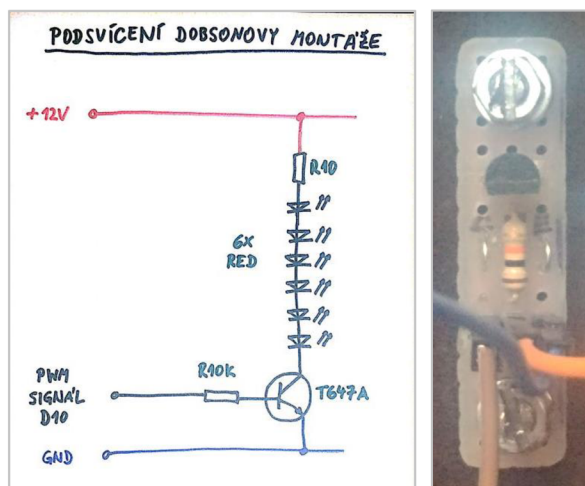 PODSVÍCENÍ DOBSONOVY MONTÁŽE
+12V
R10
6X
RED
R10K
T647A
PWM
SIGNÁL
D10
GND